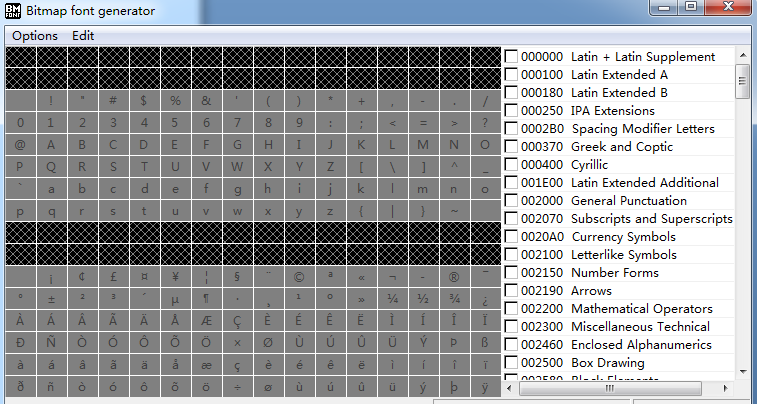 BM FONT Bitmap font generator
Options Edit
! " # $ % & ' ( ) * + , - . /
0 1 2 3 4 5 6 7 8 9 : ; < = > ?
@ A B C D E F G H I J K L M N O
P Q R S T U V W X Y Z [ \ ] ^ _
` a b c d e f g h i j k l m n o
p q r s t u v w x y z { | } ~
¡ ¢ £ ¤ ¥ ¦ § ¨ © ª « ¬ - ® ¯
° ± ² ³ ´ µ ¶ · ¸ ¹ º » ¼ ½ ¾ ¿
À Á Â Ã Ä Å Æ Ç È É Ê Ë Ì Í Î Ï
Ð Ñ Ò Ó Ô Õ Ö × Ø Ù Ú Û Ü Ý Þ ß
à á â ã ä å æ ç è é ê ë ì í î ï
ð ñ ò ó ô õ ö ÷ ø ù ú û ü ý þ ÿ
000000 Latin + Latin Supplement
000100 Latin Extended A
000180 Latin Extended B
000250 IPA Extensions
0002B0 Spacing Modifier Letters
000370 Greek and Coptic
000400 Cyrillic
001E00 Latin Extended Additional
002000 General Punctuation
002070 Subscripts and Superscripts
0020A0 Currency Symbols
002100 Letterlike Symbols
002150 Number Forms
002190 Arrows
002200 Mathematical Operators
002300 Miscellaneous Technical
002460 Enclosed Alphanumerics
002500 Box Drawing
002580 Block Elements